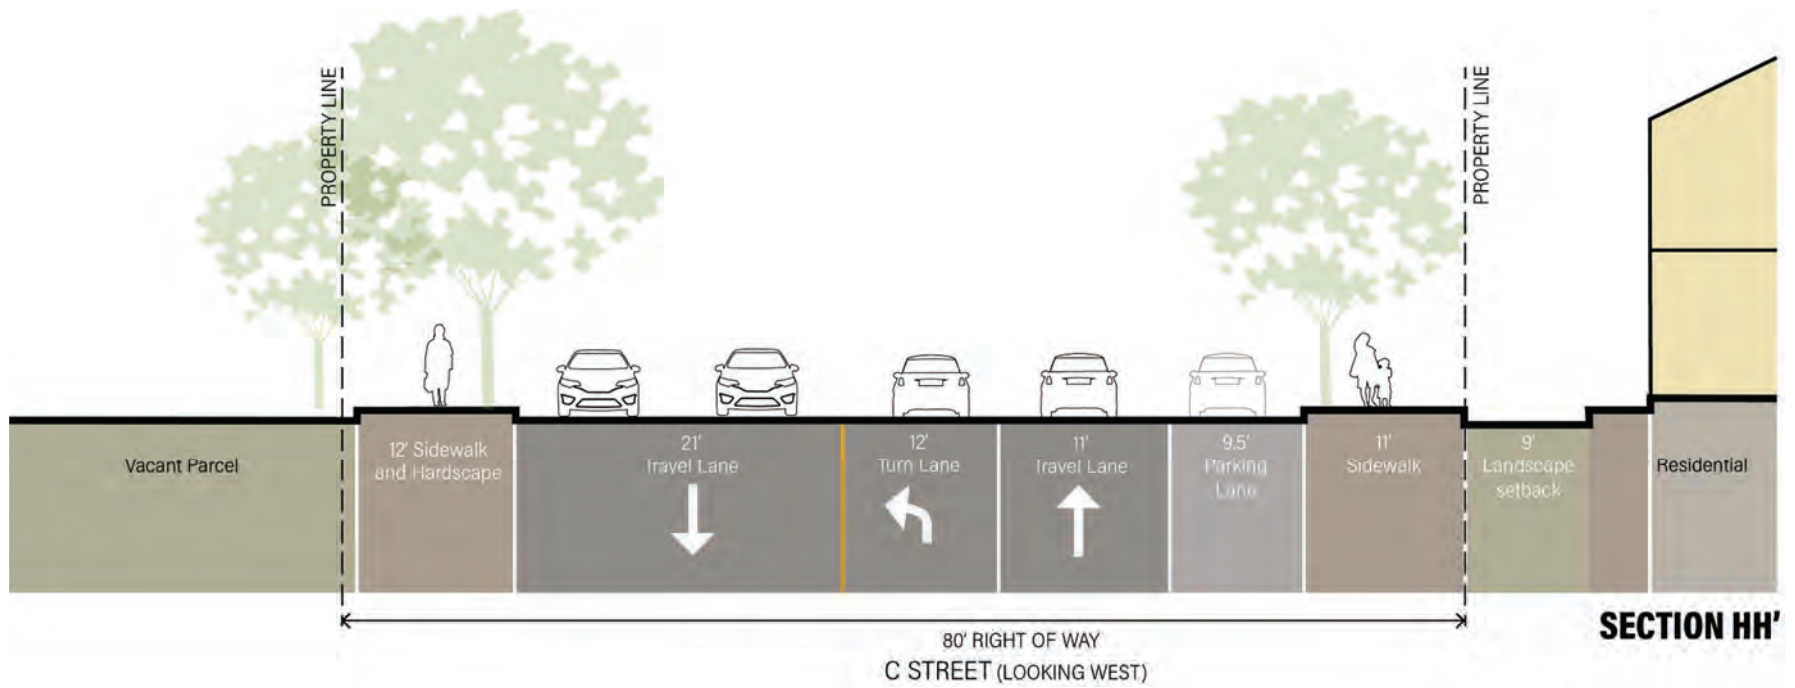 PROPERTY LINE
PROPERTY LINE
Vacant Parcel
12' Sidewalk
and Hardscape
21'
Travel Lane
12'
Turn Lane
11'
Travel Lane
9.5'
Parking
Lane
11'
Sidewalk
9'
Landscape
setback
Residential
80' RIGHT OF WAY
C STREET (LOOKING WEST)
SECTION HH'